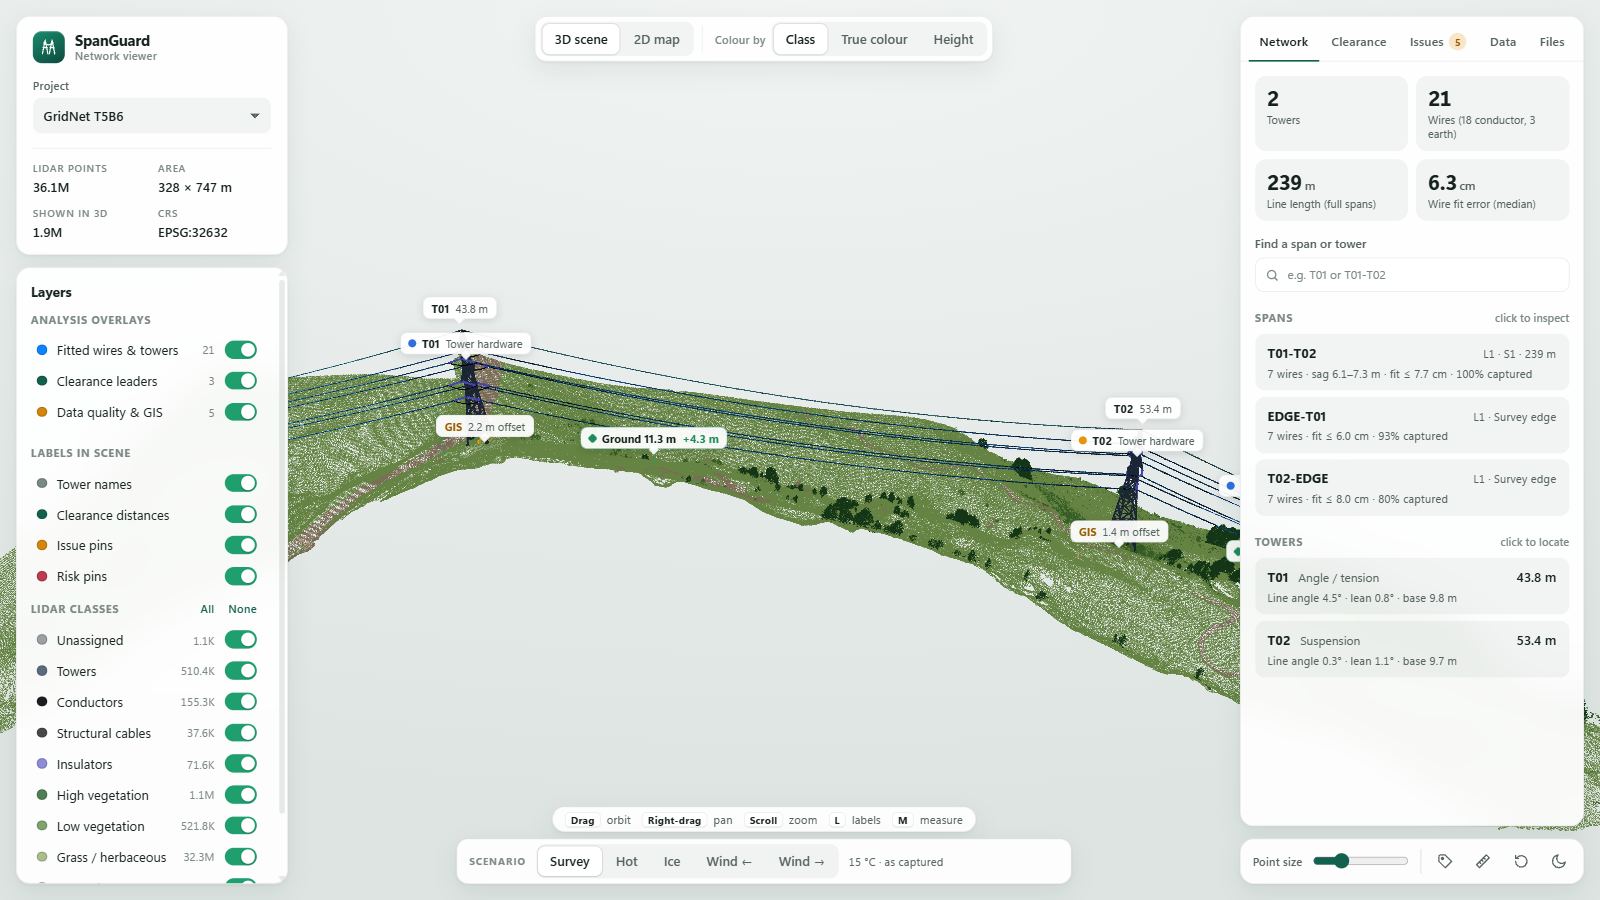 SpanGuard
Network viewer
Project
GridNet T5B6
LIDAR POINTS
36.1M
AREA
328 × 747 m
SHOWN IN 3D
1.9M
CRS
EPSG:32632
Layers
ANALYSIS OVERLAYS
Fitted wires & towers 21
Clearance leaders 3
Data quality & GIS 5
LABELS IN SCENE
Tower names
Clearance distances
Issue pins
Risk pins
LIDAR CLASSES All None
Unassigned 1.1K
Towers 510.4K
Conductors 155.3K
Structural cables 37.6K
Insulators 71.6K
High vegetation 1.1M
Low vegetation 521.8K
Grass / herbaceous 32.3M
3D scene 2D map Colour by Class True colour Height
T01 43.8 m
T01 Tower hardware
GIS 2.2 m offset
Ground 11.3 m +4.3 m
T02 53.4 m
T02 Tower hardware
GIS 1.4 m offset
Drag orbit Right-drag pan Scroll zoom L labels M measure
SCENARIO Survey Hot Ice Wind ← Wind → 15 °C · as captured
Network Clearance Issues 5 Data Files
2
Towers
21
Wires (18 conductor, 3
earth)
239 m
Line length (full spans)
6.3 cm
Wire fit error (median)
Find a span or tower
e.g. T01 or T01-T02
SPANS click to inspect
T01-T02 L1 · S1 · 239 m
7 wires · sag 6.1–7.3 m · fit ≤ 7.7 cm · 100% captured
EDGE-T01 L1 · Survey edge
7 wires · fit ≤ 6.0 cm · 93% captured
T02-EDGE L1 · Survey edge
7 wires · fit ≤ 8.0 cm · 80% captured
TOWERS click to locate
T01 Angle / tension 43.8 m
Line angle 4.5° · lean 0.8° · base 9.8 m
T02 Suspension 53.4 m
Line angle 0.3° · lean 1.1° · base 9.7 m
Point size